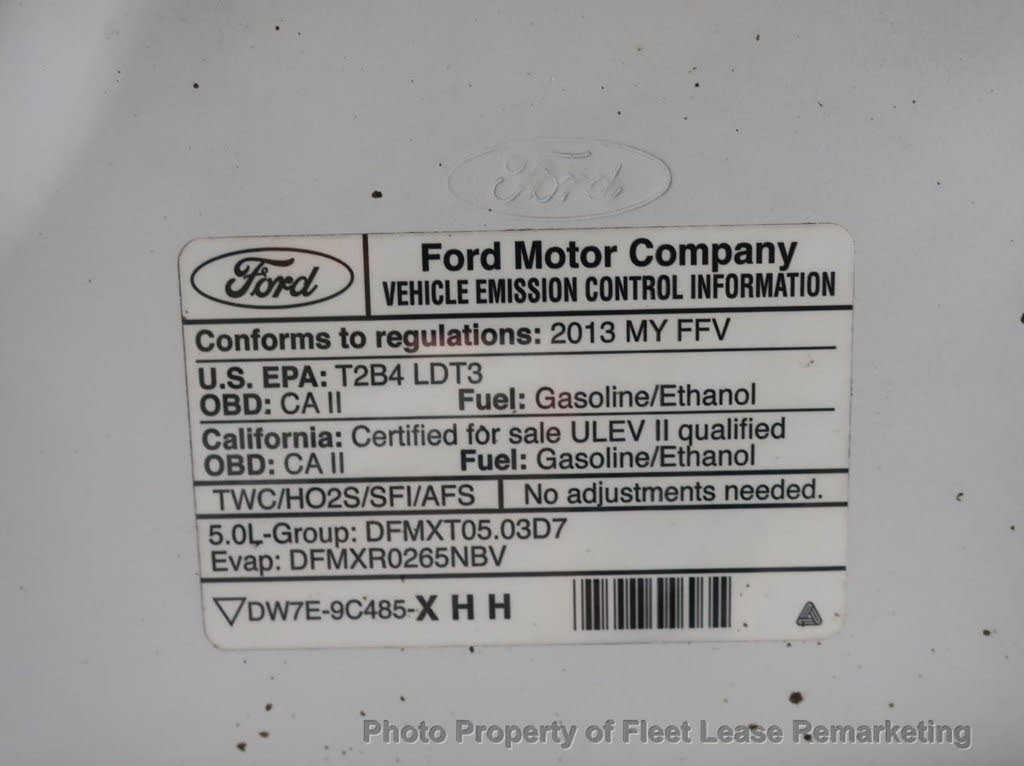 Ford
Ford
Ford Motor Company
VEHICLE EMISSION CONTROL INFORMATION
Conforms to regulations: 2013 MY FFV
U.S. EPA: T2B4 LDT3
OBD: CA II Fuel: Gasoline/Ethanol
California: Certified for sale ULEV II qualified
OBD: CA II Fuel: Gasoline/Ethanol
TWC/HO2S/SFI/AFS No adjustments needed.
5.0L-Group: DFMXT05.03D7
Evap: DFMXR0265NBV
DW7E-9C485-X H H
Photo Property of Fleet Lease Remarketing